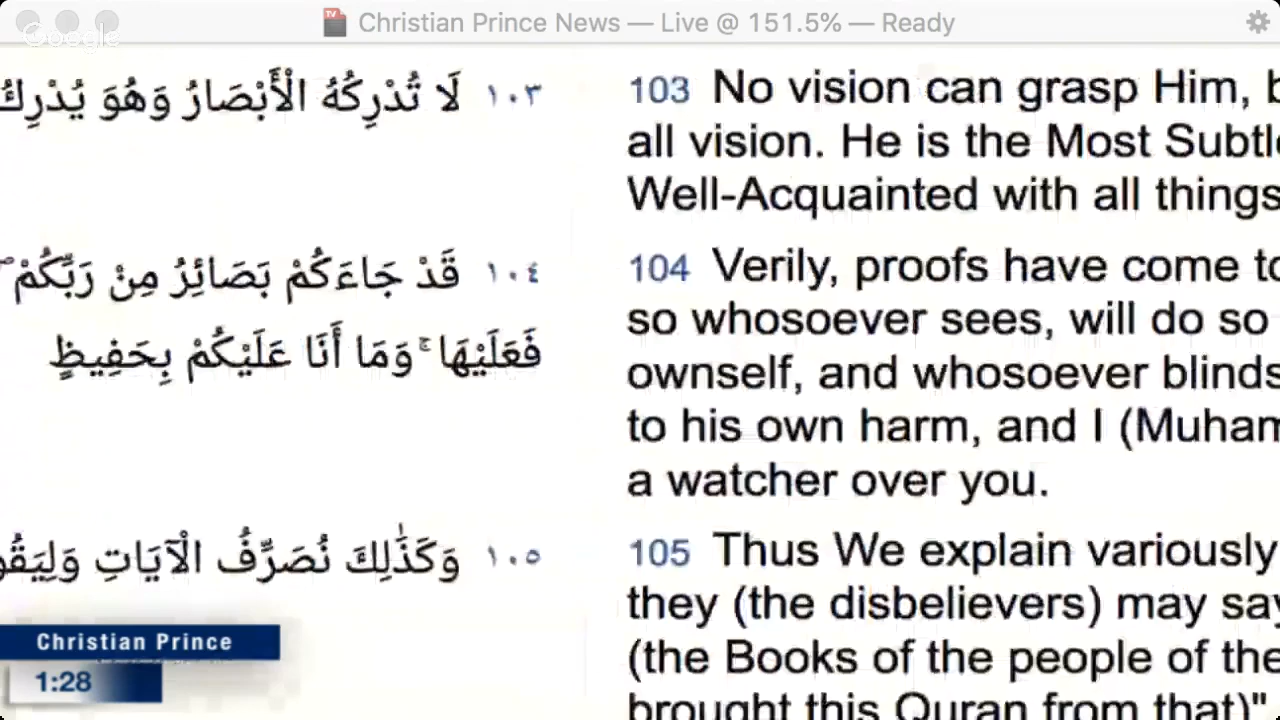 Christian Prince News — Live @ 151.5% — Ready
Google
لَا تُدْرِكُهُ الْأَبْصَارُ وَهُوَ يُدْرِكُ ١٠٣
103 No vision can grasp Him, b
all vision. He is the Most Subtle
Well-Acquainted with all things
قَدْ جَاءَكُمْ بَصَائِرُ مِنْ رَبِّكُمْ ١٠٤
فَعَلَيْهَا ۚ وَمَا أَنَا عَلَيْكُمْ بِحَفِيظٍ
104 Verily, proofs have come to
so whosoever sees, will do so
ownself, and whosoever blinds
to his own harm, and I (Muham
a watcher over you.
وَكَذَٰلِكَ نُصَرِّفُ الْآيَاتِ وَلِيَقُو ١٠٥
105 Thus We explain variously
they (the disbelievers) may say
(the Books of the people of the
brought this Quran from that)"
Christian Prince
1:28